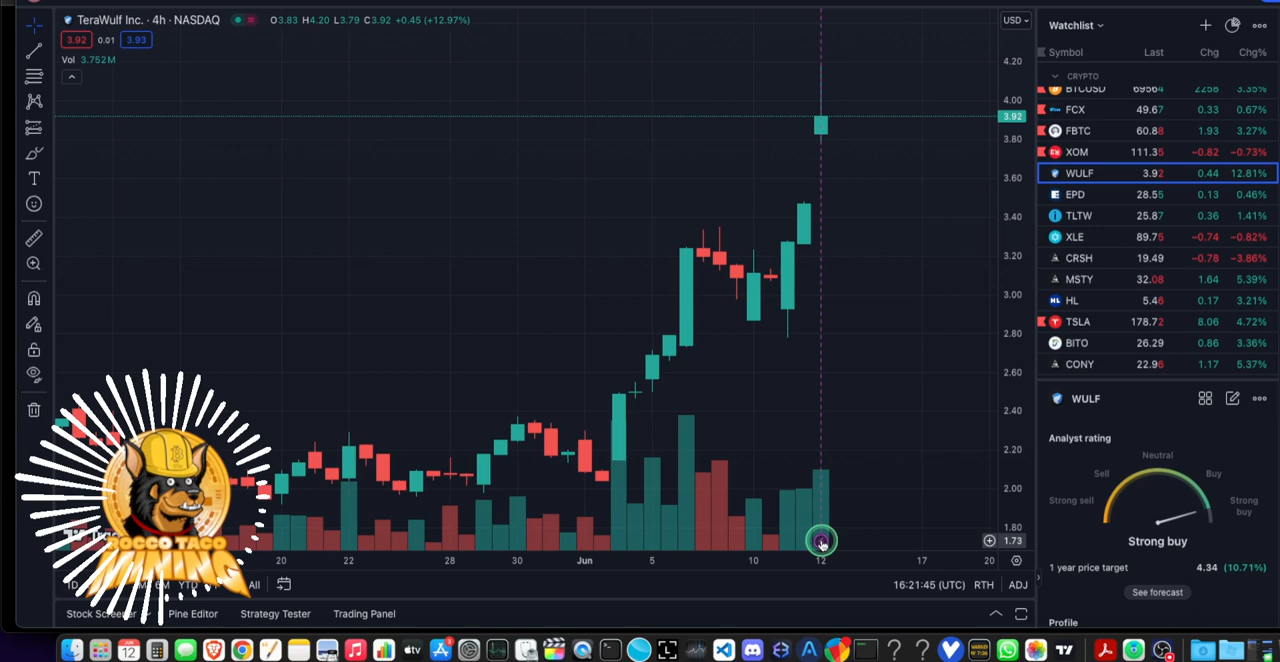 TeraWulf Inc. · 4h · NASDAQ O3.83 H4.20 L3.79 C3.92 +0.45 (+12.97%)
3.92 0.01 3.93
Vol 3.752M
USD
4.20
4.00
3.92
3.80
3.60
3.40
3.20
3.00
2.80
2.60
2.40
2.20
2.00
1.80
1.73
20 22 28 30 Jun 5 10 12 17 20
All
16:21:45 (UTC) RTH ADJ
Pine Editor Strategy Tester Trading Panel
ROCCO TACO
MINING
Watchlist
Symbol Last Chg Chg%
CRYPTO
BTCUSD 69564 2258 3.35%
FCX 49.67 0.33 0.67%
FBTC 60.88 1.93 3.27%
XOM 111.35 −0.82 −0.73%
WULF 3.92 0.44 12.81%
EPD 28.55 0.13 0.46%
TLTW 25.87 0.36 1.41%
XLE 89.75 −0.74 −0.82%
CRSH 19.49 −0.78 −3.86%
MSTY 32.08 1.64 5.39%
HL 5.46 0.17 3.21%
TSLA 178.72 8.06 4.72%
BITO 26.29 0.86 3.36%
CONY 22.96 1.17 5.37%
WULF
Analyst rating
Neutral
Sell Buy
Strong sell Strong buy
Strong buy
1 year price target 4.34 (10.71%)
See forecast
Profile